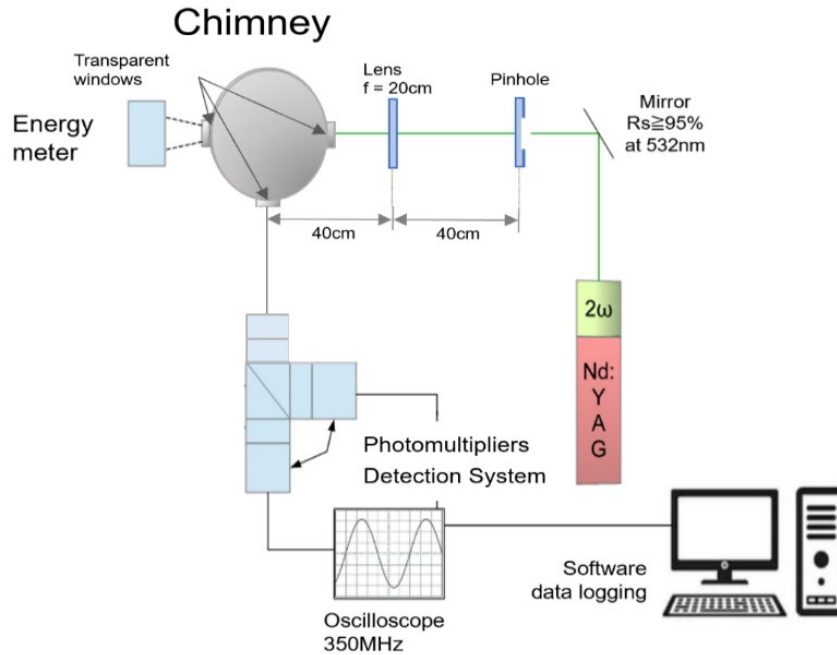 Chimney
Transparent
windows
Energy
meter
Lens
f = 20cm
Pinhole
Mirror
Rs≧95%
at 532nm
40cm
40cm
2ω
Nd:
Y
A
G
Photomultipliers
Detection System
Oscilloscope
350MHz
Software
data logging